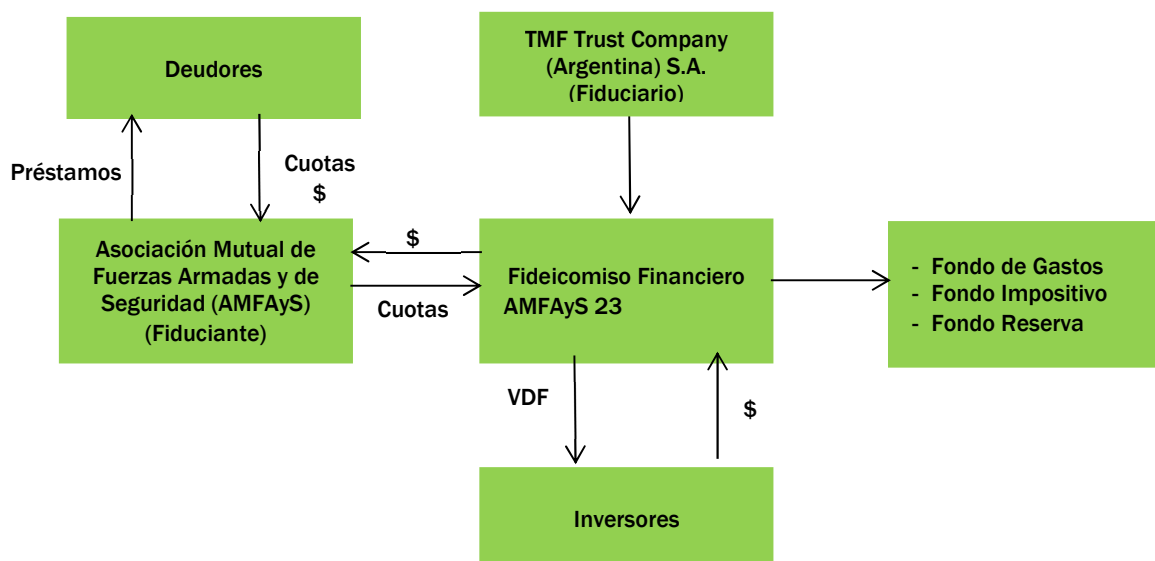 Deudores
TMF Trust Company
(Argentina) S.A.
(Fiduciario)
Préstamos
Cuotas
$
Asociación Mutual de
Fuerzas Armadas y de
Seguridad (AMFAyS)
(Fiduciante)
$
Cuotas
Fideicomiso Financiero
AMFAyS 23
- Fondo de Gastos
- Fondo Impositivo
- Fondo Reserva
VDF
$
Inversores